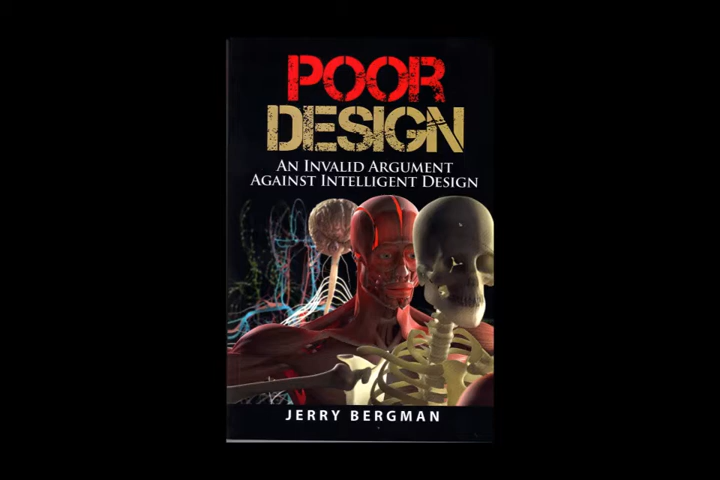 POOR
DESIGN
AN INVALID ARGUMENT
AGAINST INTELLIGENT DESIGN
JERRY BERGMAN